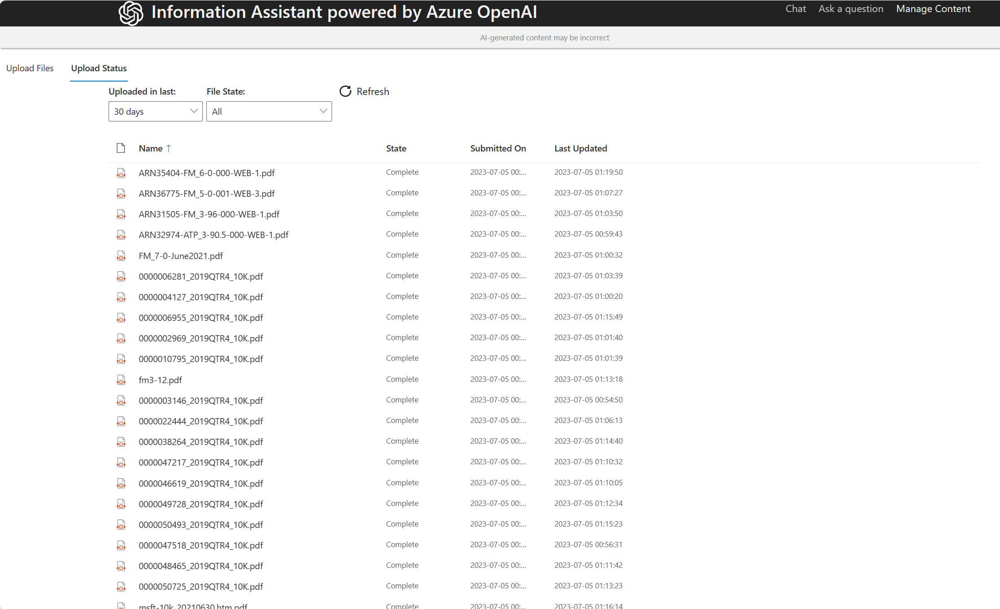 Information Assistant powered by Azure OpenAI
Chat Ask a question Manage Content
AI-generated content may be incorrect
Upload Files Upload Status
Uploaded in last: File State: Refresh
30 days All
Name ↑ State Submitted On Last Updated
ARN35404-FM_6-0-000-WEB-1.pdf Complete 2023-07-05 00:... 2023-07-05 01:19:50
ARN36775-FM_5-0-001-WEB-3.pdf Complete 2023-07-05 00:... 2023-07-05 01:07:27
ARN31505-FM_3-96-000-WEB-1.pdf Complete 2023-07-05 00:... 2023-07-05 01:03:50
ARN32974-ATP_3-90.5-000-WEB-1.pdf Complete 2023-07-05 00:... 2023-07-05 00:59:43
FM_7-0-June2021.pdf Complete 2023-07-05 00:... 2023-07-05 01:00:32
0000006281_2019QTR4_10K.pdf Complete 2023-07-05 00:... 2023-07-05 01:03:39
0000004127_2019QTR4_10K.pdf Complete 2023-07-05 00:... 2023-07-05 01:00:20
0000006955_2019QTR4_10K.pdf Complete 2023-07-05 00:... 2023-07-05 01:15:49
0000002969_2019QTR4_10K.pdf Complete 2023-07-05 00:... 2023-07-05 01:01:40
0000010795_2019QTR4_10K.pdf Complete 2023-07-05 00:... 2023-07-05 01:01:39
fm3-12.pdf Complete 2023-07-05 00:... 2023-07-05 01:13:18
0000003146_2019QTR4_10K.pdf Complete 2023-07-05 00:... 2023-07-05 00:54:50
0000022444_2019QTR4_10K.pdf Complete 2023-07-05 00:... 2023-07-05 01:06:13
0000038264_2019QTR4_10K.pdf Complete 2023-07-05 00:... 2023-07-05 01:14:40
0000047217_2019QTR4_10K.pdf Complete 2023-07-05 00:... 2023-07-05 01:10:32
0000046619_2019QTR4_10K.pdf Complete 2023-07-05 00:... 2023-07-05 01:10:05
0000049728_2019QTR4_10K.pdf Complete 2023-07-05 00:... 2023-07-05 01:12:34
0000050493_2019QTR4_10K.pdf Complete 2023-07-05 00:... 2023-07-05 01:15:23
0000047518_2019QTR4_10K.pdf Complete 2023-07-05 00:... 2023-07-05 00:56:31
0000048465_2019QTR4_10K.pdf Complete 2023-07-05 00:... 2023-07-05 01:11:42
0000050725_2019QTR4_10K.pdf Complete 2023-07-05 00:... 2023-07-05 01:13:23
msft-10k_20210630.htm.pdf Complete 2023-07-05 00:... 2023-07-05 01:16:14